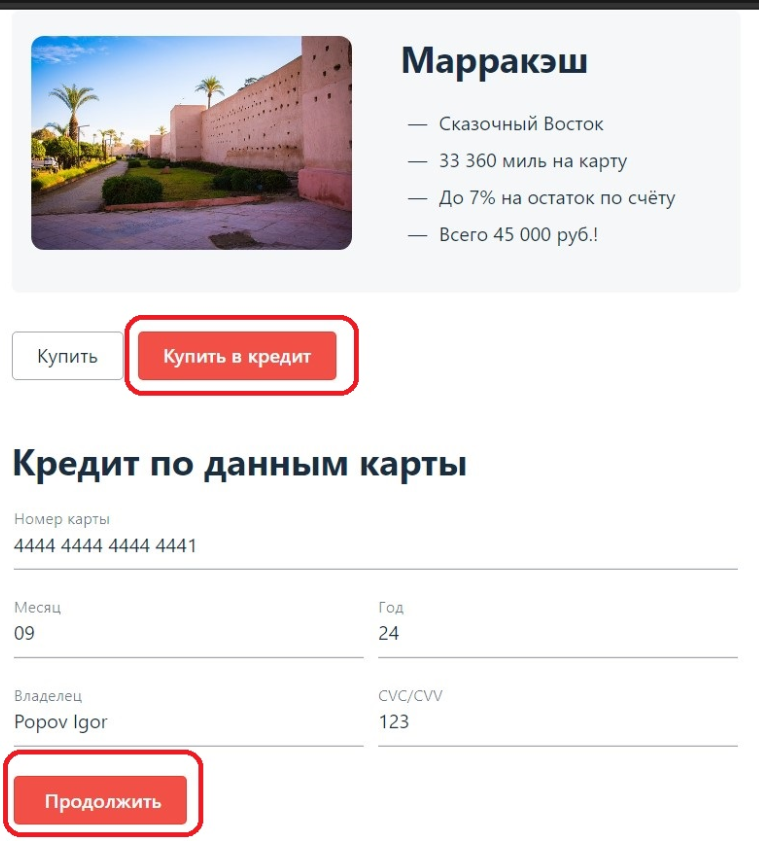 Марракэш
— Сказочный Восток
— 33 360 миль на карту
— До 7% на остаток по счёту
— Всего 45 000 руб.!
Купить Купить в кредит
Кредит по данным карты
Номер карты
4444 4444 4444 4441
Месяц Год
09 24
Владелец CVC/CVV
Popov Igor 123
Продолжить